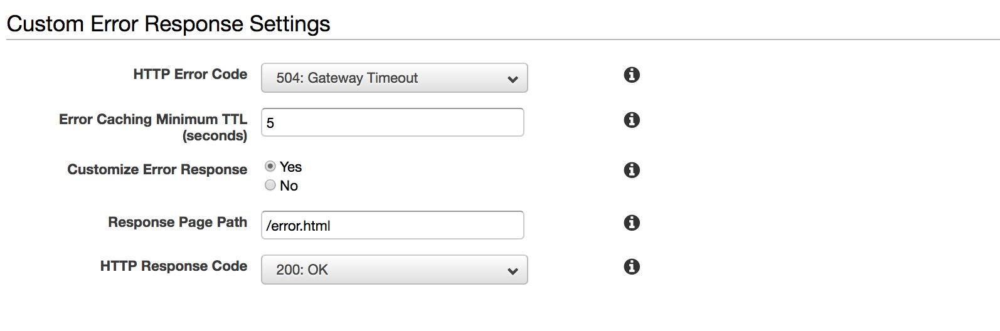 Custom Error Response Settings
HTTP Error Code
504: Gateway Timeout
Error Caching Minimum TTL
(seconds)
5
Customize Error Response
Yes
No
Response Page Path
/error.html
HTTP Response Code
200: OK